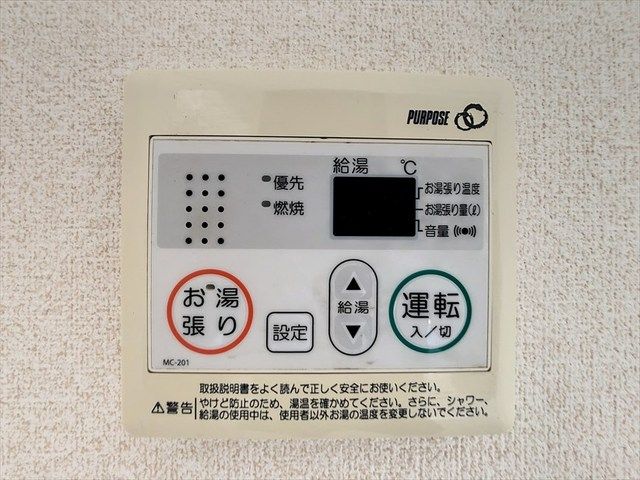 PURPOSE
給湯 ℃
優先
燃焼
お湯張り温度
お湯張り量(ℓ)
音量
お湯
張り
設定
▲
給湯
▼
運転
入/切
MC-201
取扱説明書をよく読んで正しく安全にお使いください。
⚠警告
やけど防止のため、湯温を確かめてください。さらに、シャワー、
給湯の使用中は、使用者以外お湯の温度を変更しないでください。